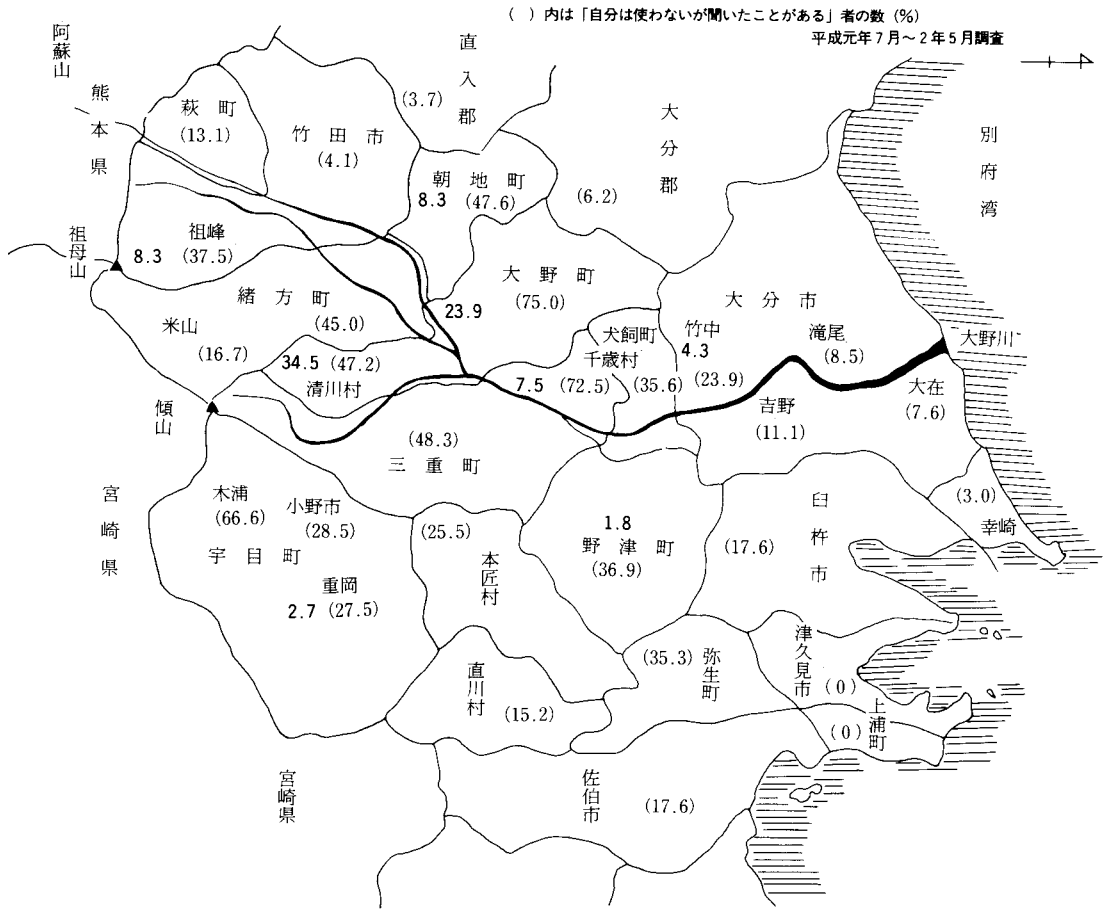 ( ) 内は「自分は使わないが聞いたことがある」者の数 (%)
平成元年7月〜2年5月調査
阿蘇山
熊本県
萩町
(13.1)
竹田市
(4.1)
(3.7)
直入郡
大分郡
(6.2)
別府湾
朝地町
8.3 (47.6)
祖母山
祖峰
8.3 (37.5)
緒方町
(45.0)
米山
(16.7)
23.9
大野町
(75.0)
大分市
竹中
4.3
(23.9)
滝尾
(8.5)
大野川
大在
(7.6)
吉野
(11.1)
犬飼町
(35.6)
千歳村
7.5 (72.5)
34.5 (47.2)
清川村
傾山
(48.3)
三重町
宮崎県
木浦
(66.6)
小野市
(28.5)
宇目町
重岡
2.7 (27.5)
(25.5)
本匠村
1.8
野津町
(36.9)
(17.6)
臼杵市
(3.0)
幸崎
直川村
(15.2)
(35.3)
弥生町
津久見市
(0)
上浦町
(0)
宮崎県
佐伯市
(17.6)